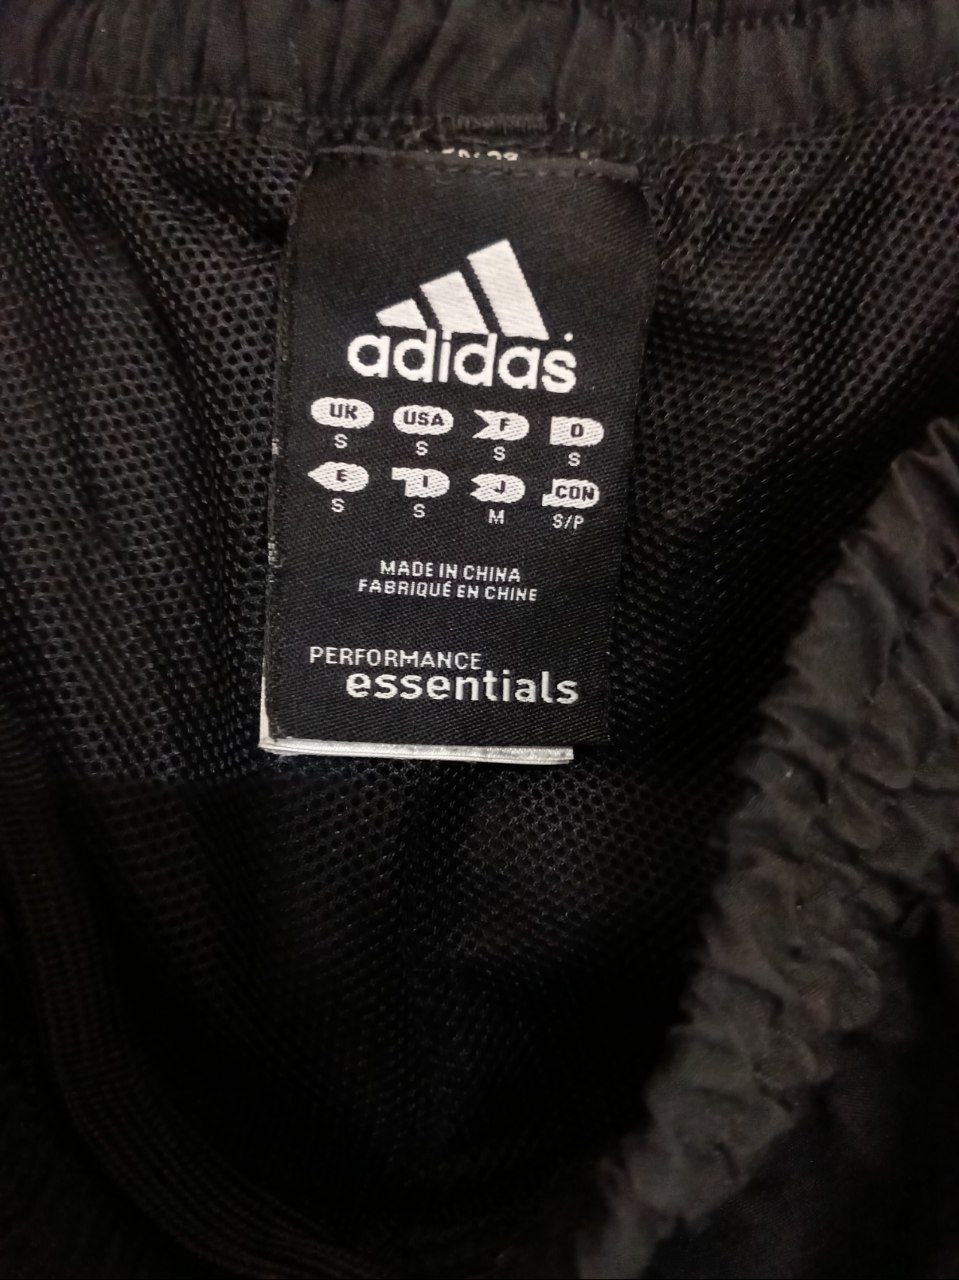 adidas
UK USA F D
S S S S
E I J CON
S S M S/P
MADE IN CHINA
FABRIQUÉ EN CHINE
PERFORMANCE
essentials